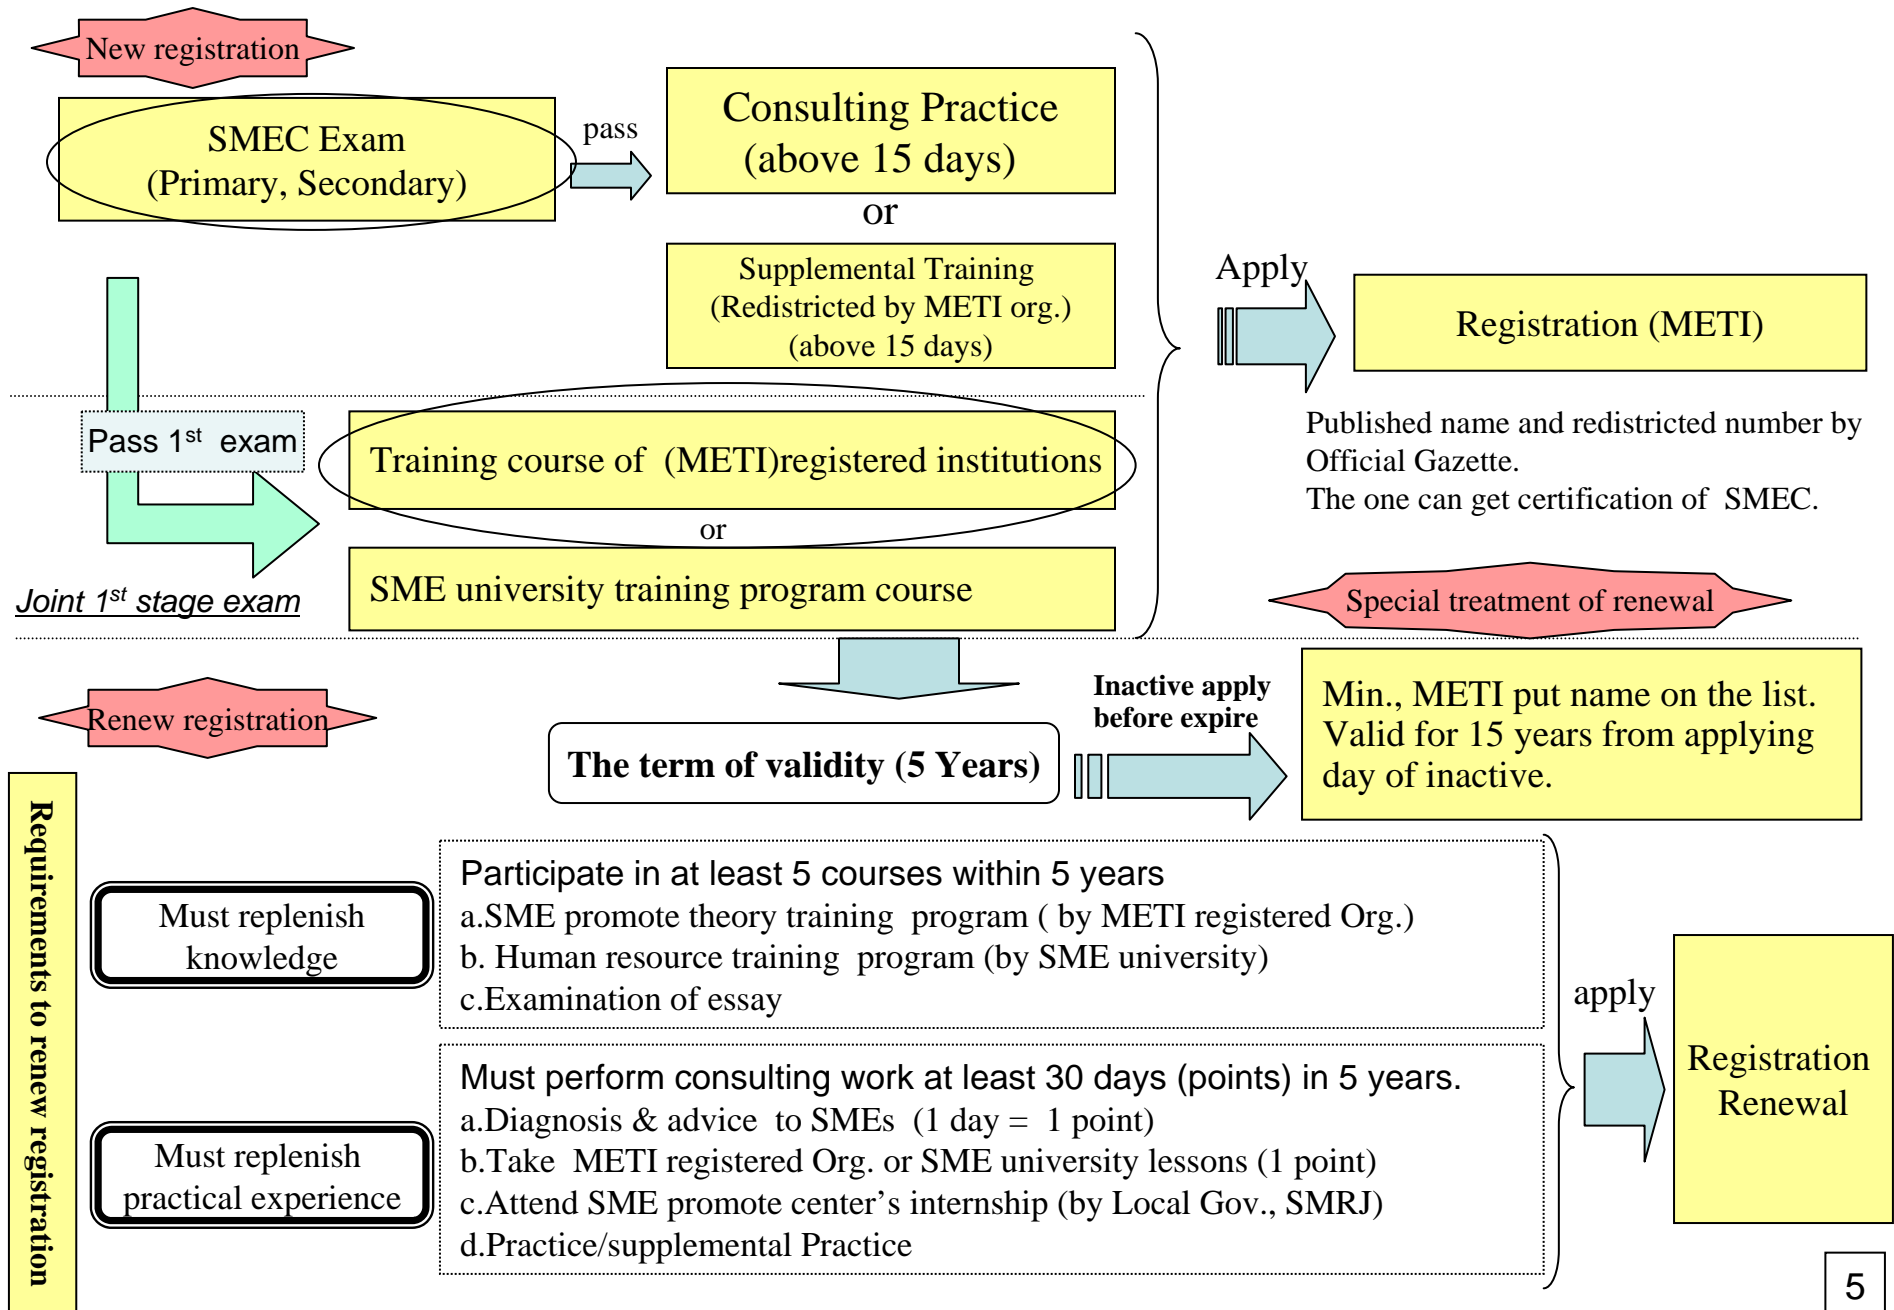 New registration
SMEC Exam
(Primary, Secondary)
pass
Consulting Practice
(above 15 days)
or
Supplemental Training
(Redistricted by METI org.)
(above 15 days)
Apply
Registration (METI)
Published name and redistricted number by
Official Gazette.
The one can get certification of SMEC.
Pass 1st exam
Training course of (METI)registered institutions
or
SME university training program course
Joint 1st stage exam
Special treatment of renewal
Renew registration
The term of validity (5 Years)
Inactive apply
before expire
Min., METI put name on the list.
Valid for 15 years from applying
day of inactive.
Requirements to renew registration
Must replenish
knowledge
Participate in at least 5 courses within 5 years
a.SME promote theory training program ( by METI registered Org.)
b. Human resource training program (by SME university)
c.Examination of essay
Must replenish
practical experience
Must perform consulting work at least 30 days (points) in 5 years.
a.Diagnosis & advice to SMEs (1 day = 1 point)
b.Take METI registered Org. or SME university lessons (1 point)
c.Attend SME promote center’s internship (by Local Gov., SMRJ)
d.Practice/supplemental Practice
apply
Registration
Renewal
5